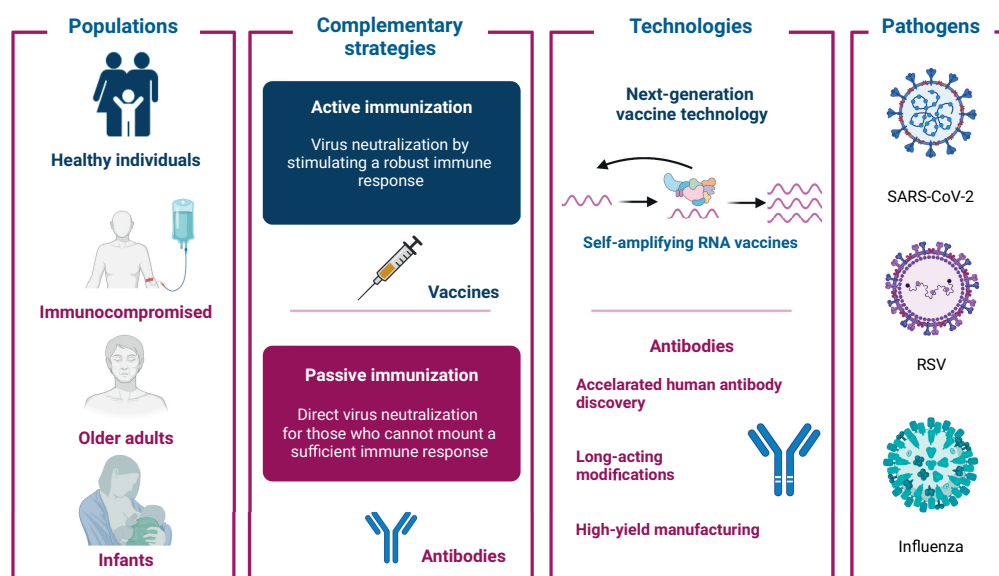 Populations
Healthy individuals
Immunocompromised
Older adults
Infants
Complementary
strategies
Active immunization
Virus neutralization by
stimulating a robust immune
response
Vaccines
Passive immunization
Direct virus neutralization
for those who cannot mount a
sufficient immune response
Antibodies
Technologies
Next-generation
vaccine technology
Self-amplifying RNA vaccines
Antibodies
Accelarated human antibody
discovery
Long-acting
modifications
High-yield manufacturing
Pathogens
SARS-CoV-2
RSV
Influenza